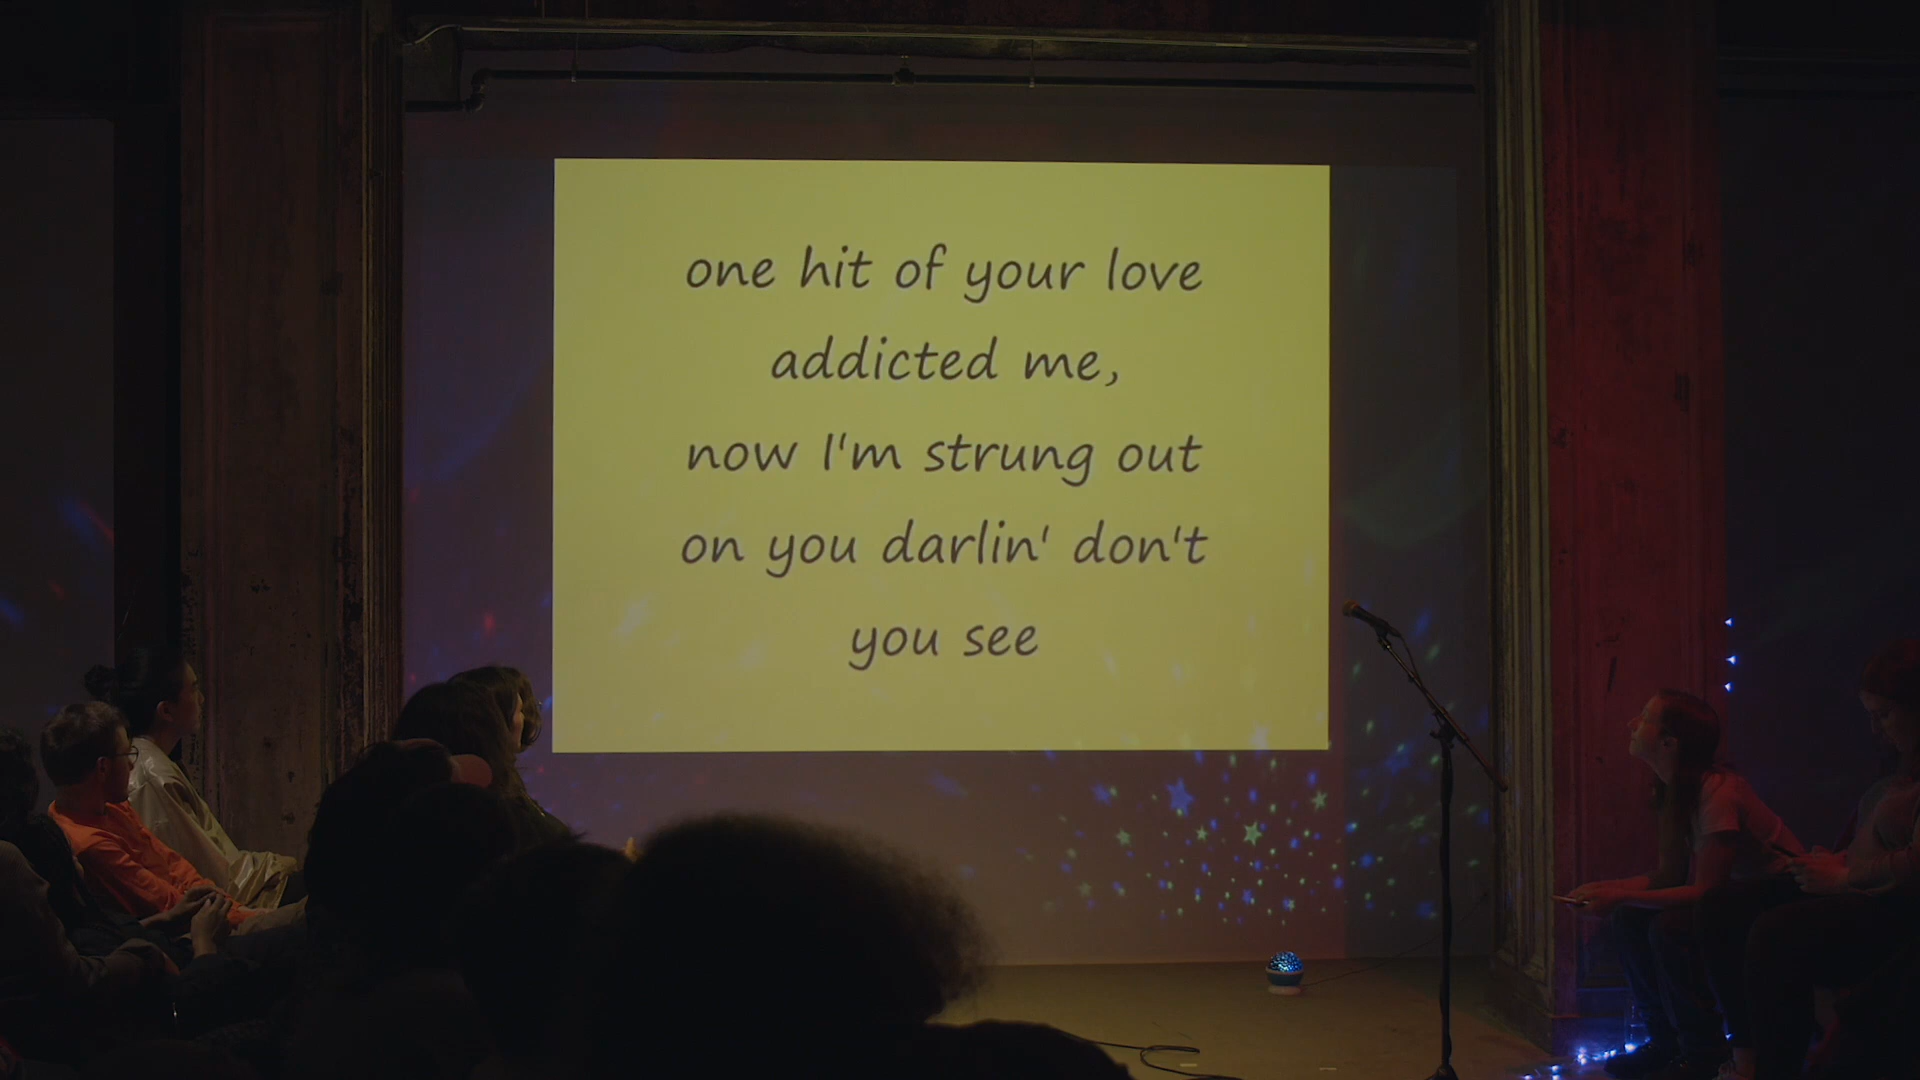 one hit of your love
addicted me,
now I'm strung out
on you darlin' don't
you see